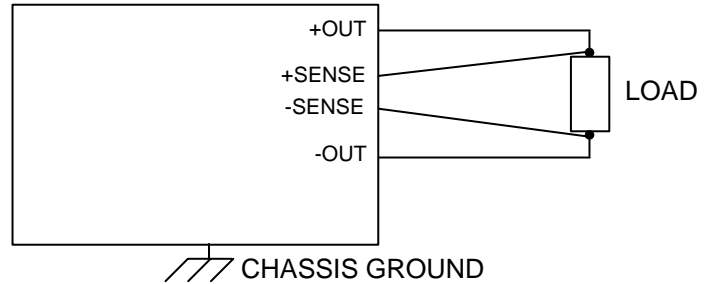 +OUT
+SENSE
-SENSE
-OUT
LOAD
CHASSIS GROUND